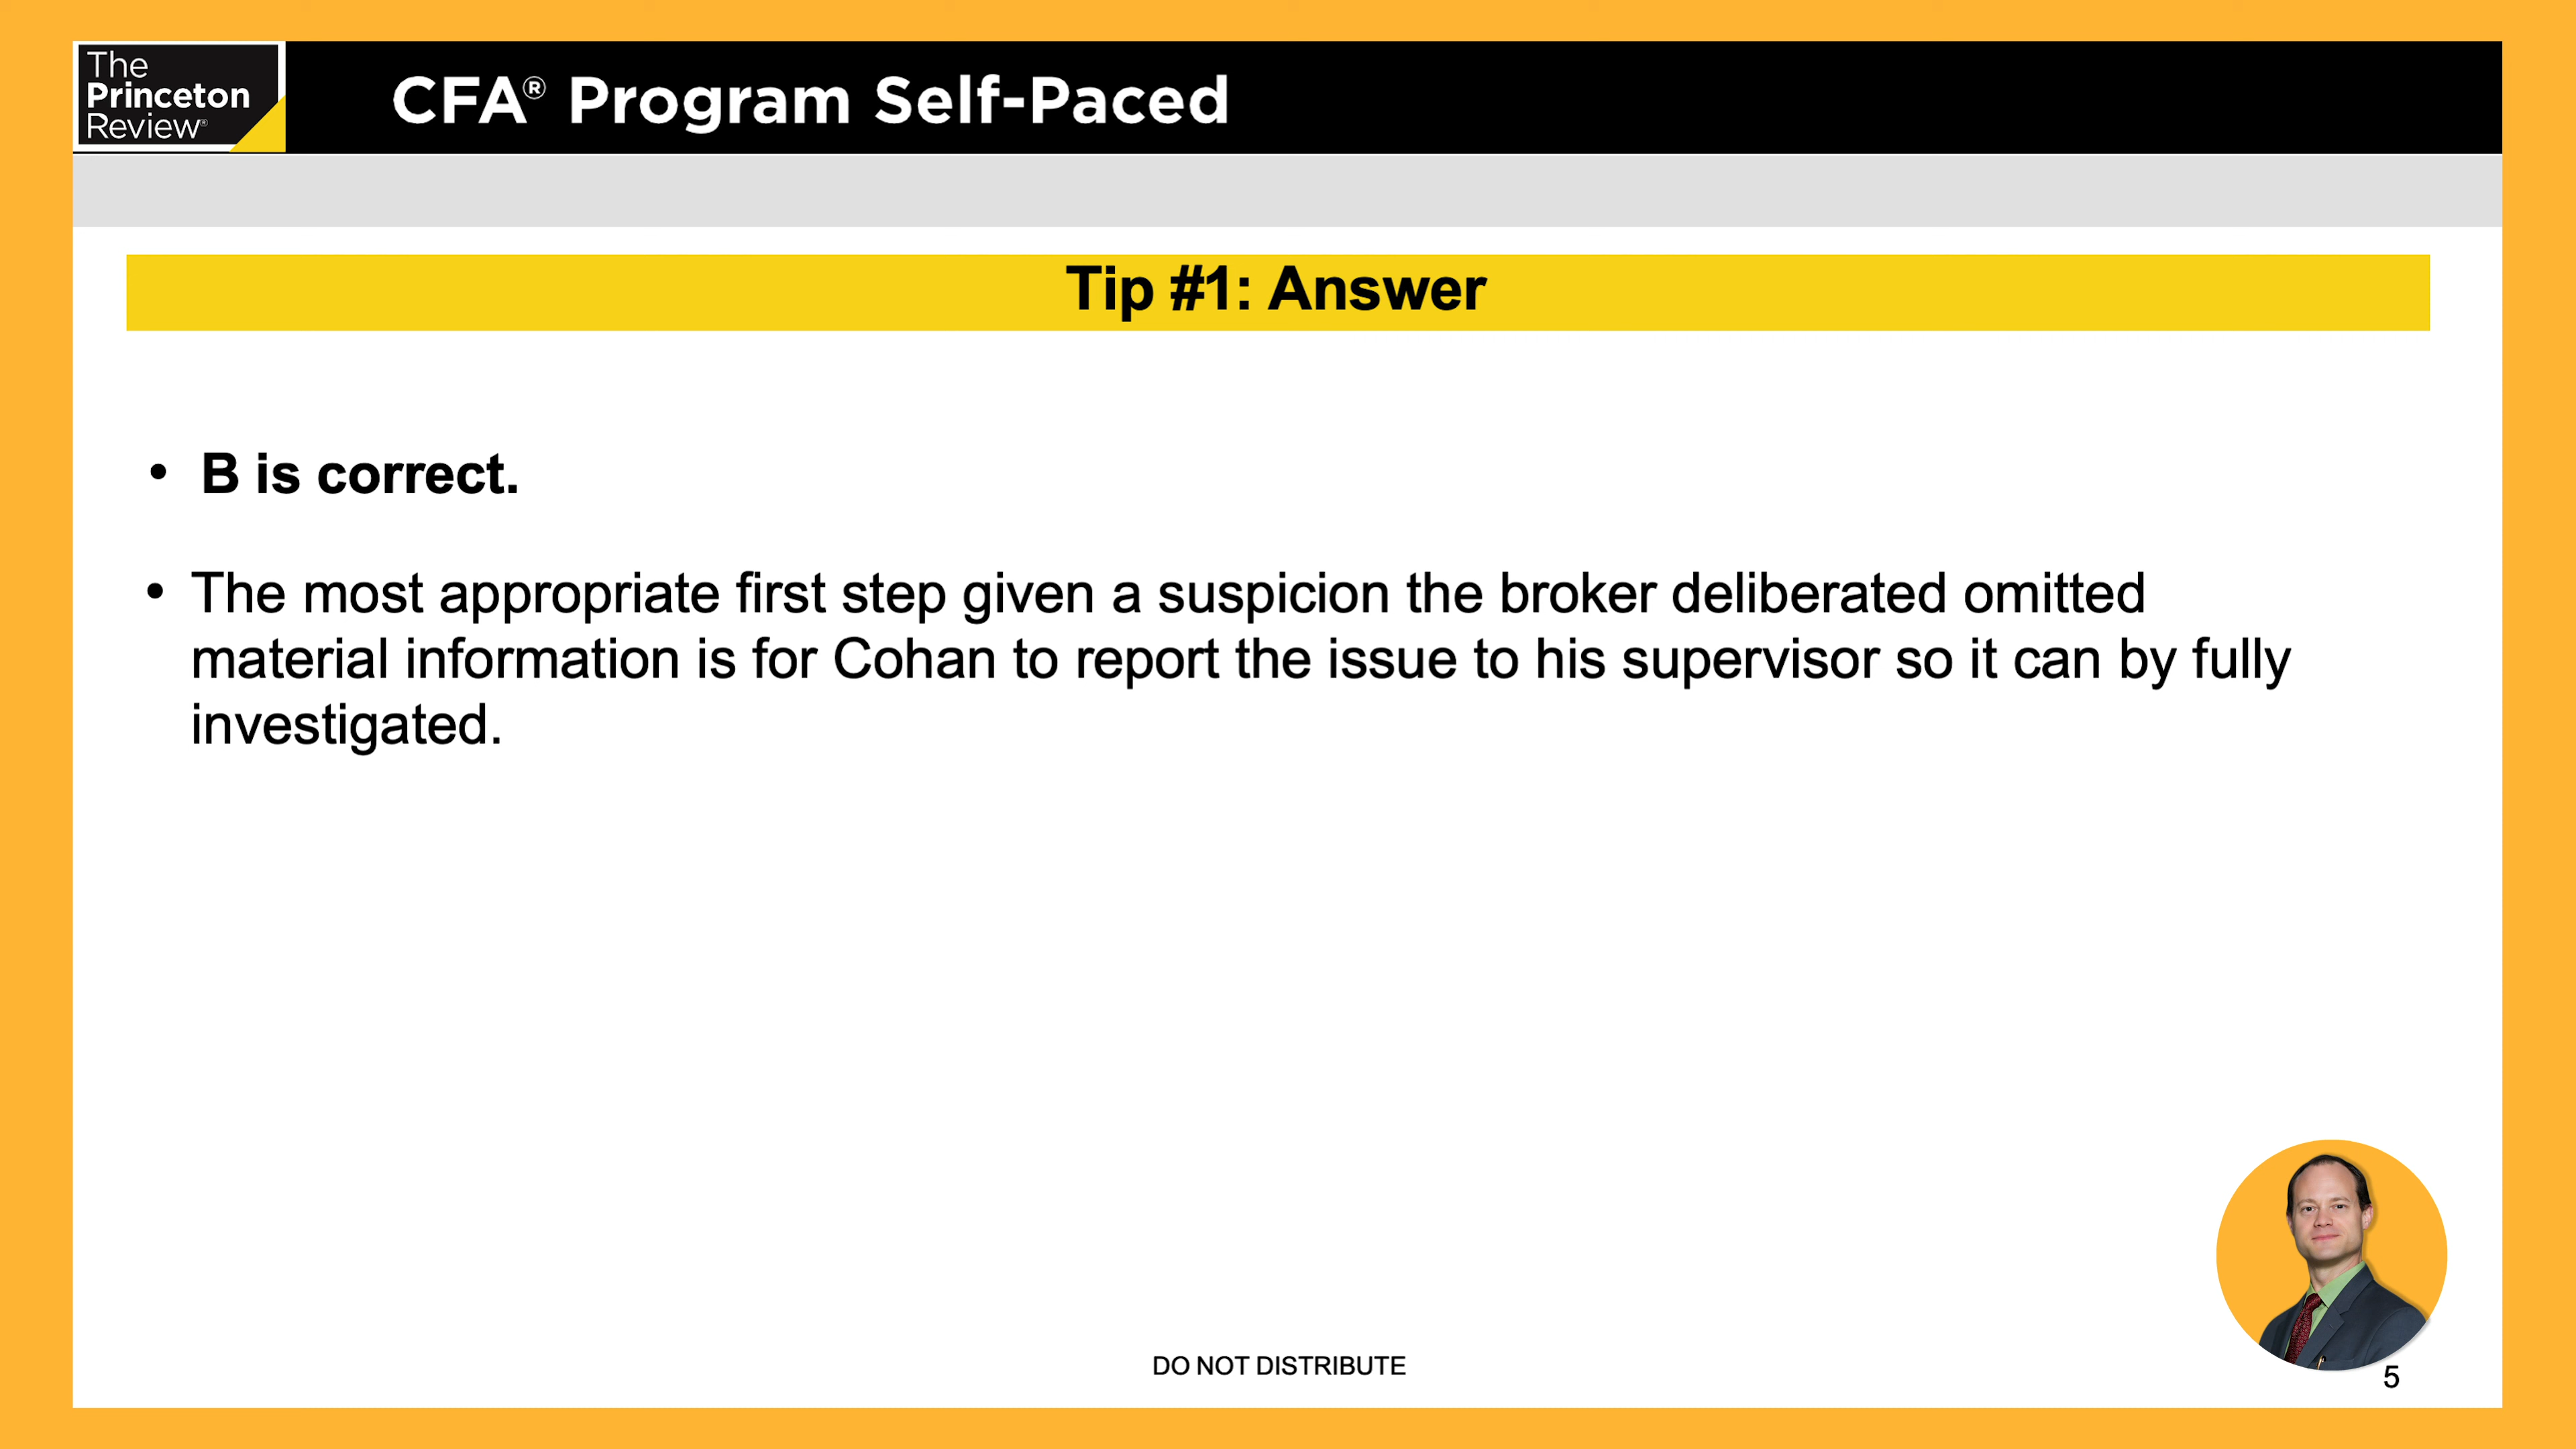 The
Princeton
Review®
CFA® Program Self-Paced
Tip #1: Answer
• B is correct.
• The most appropriate first step given a suspicion the broker deliberated omitted
material information is for Cohan to report the issue to his supervisor so it can by fully
investigated.
DO NOT DISTRIBUTE
5